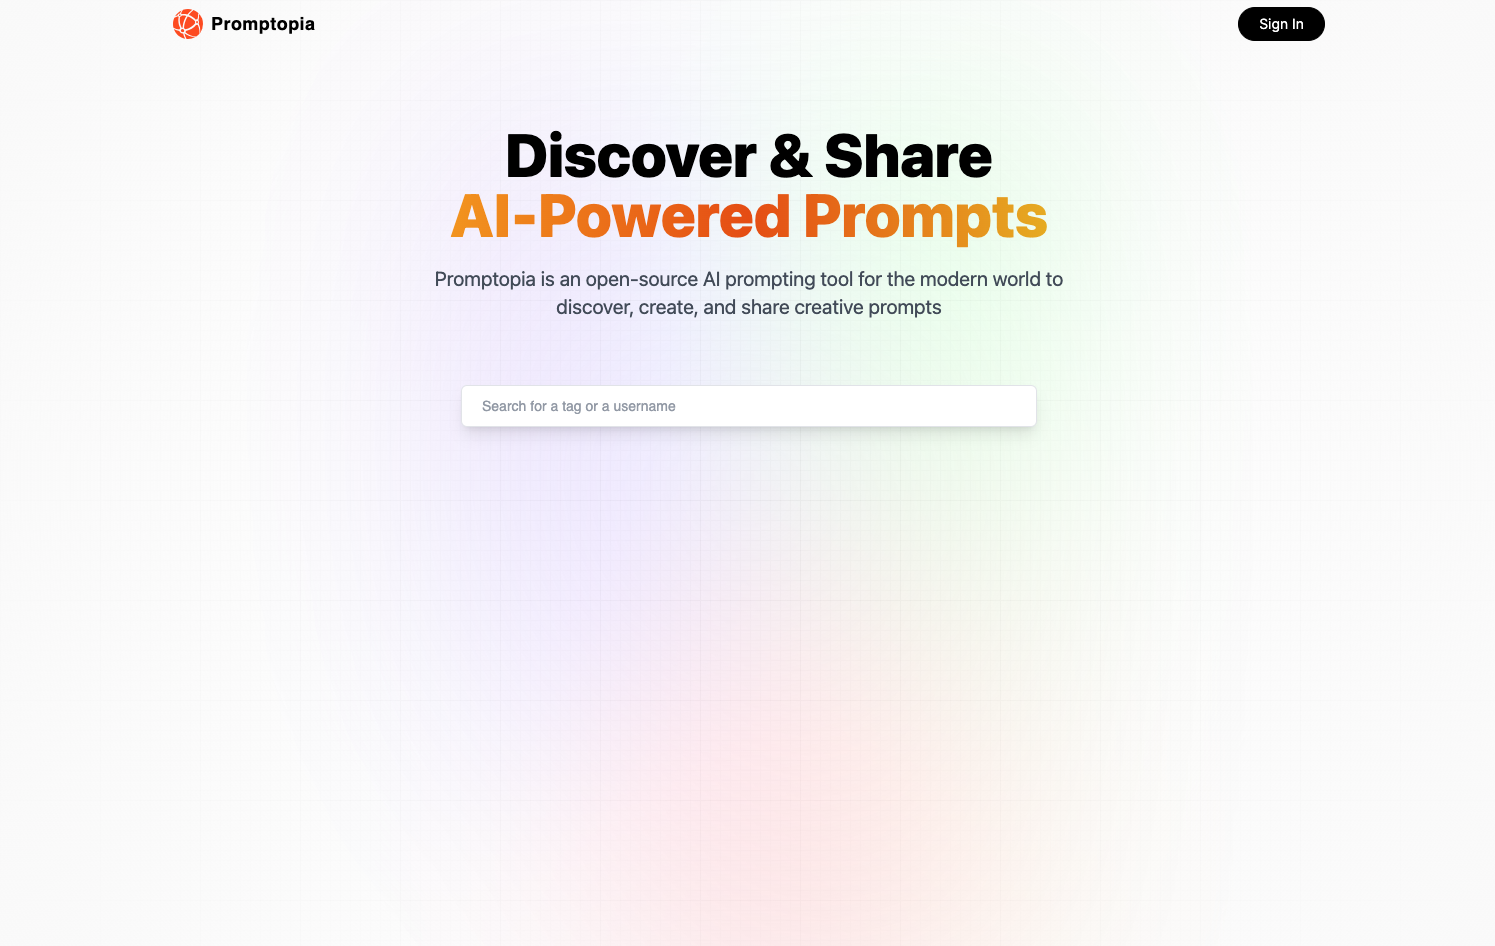 Promptopia
Sign In
Discover & Share
AI-Powered Prompts
Promptopia is an open-source AI prompting tool for the modern world to
discover, create, and share creative prompts
Search for a tag or a username